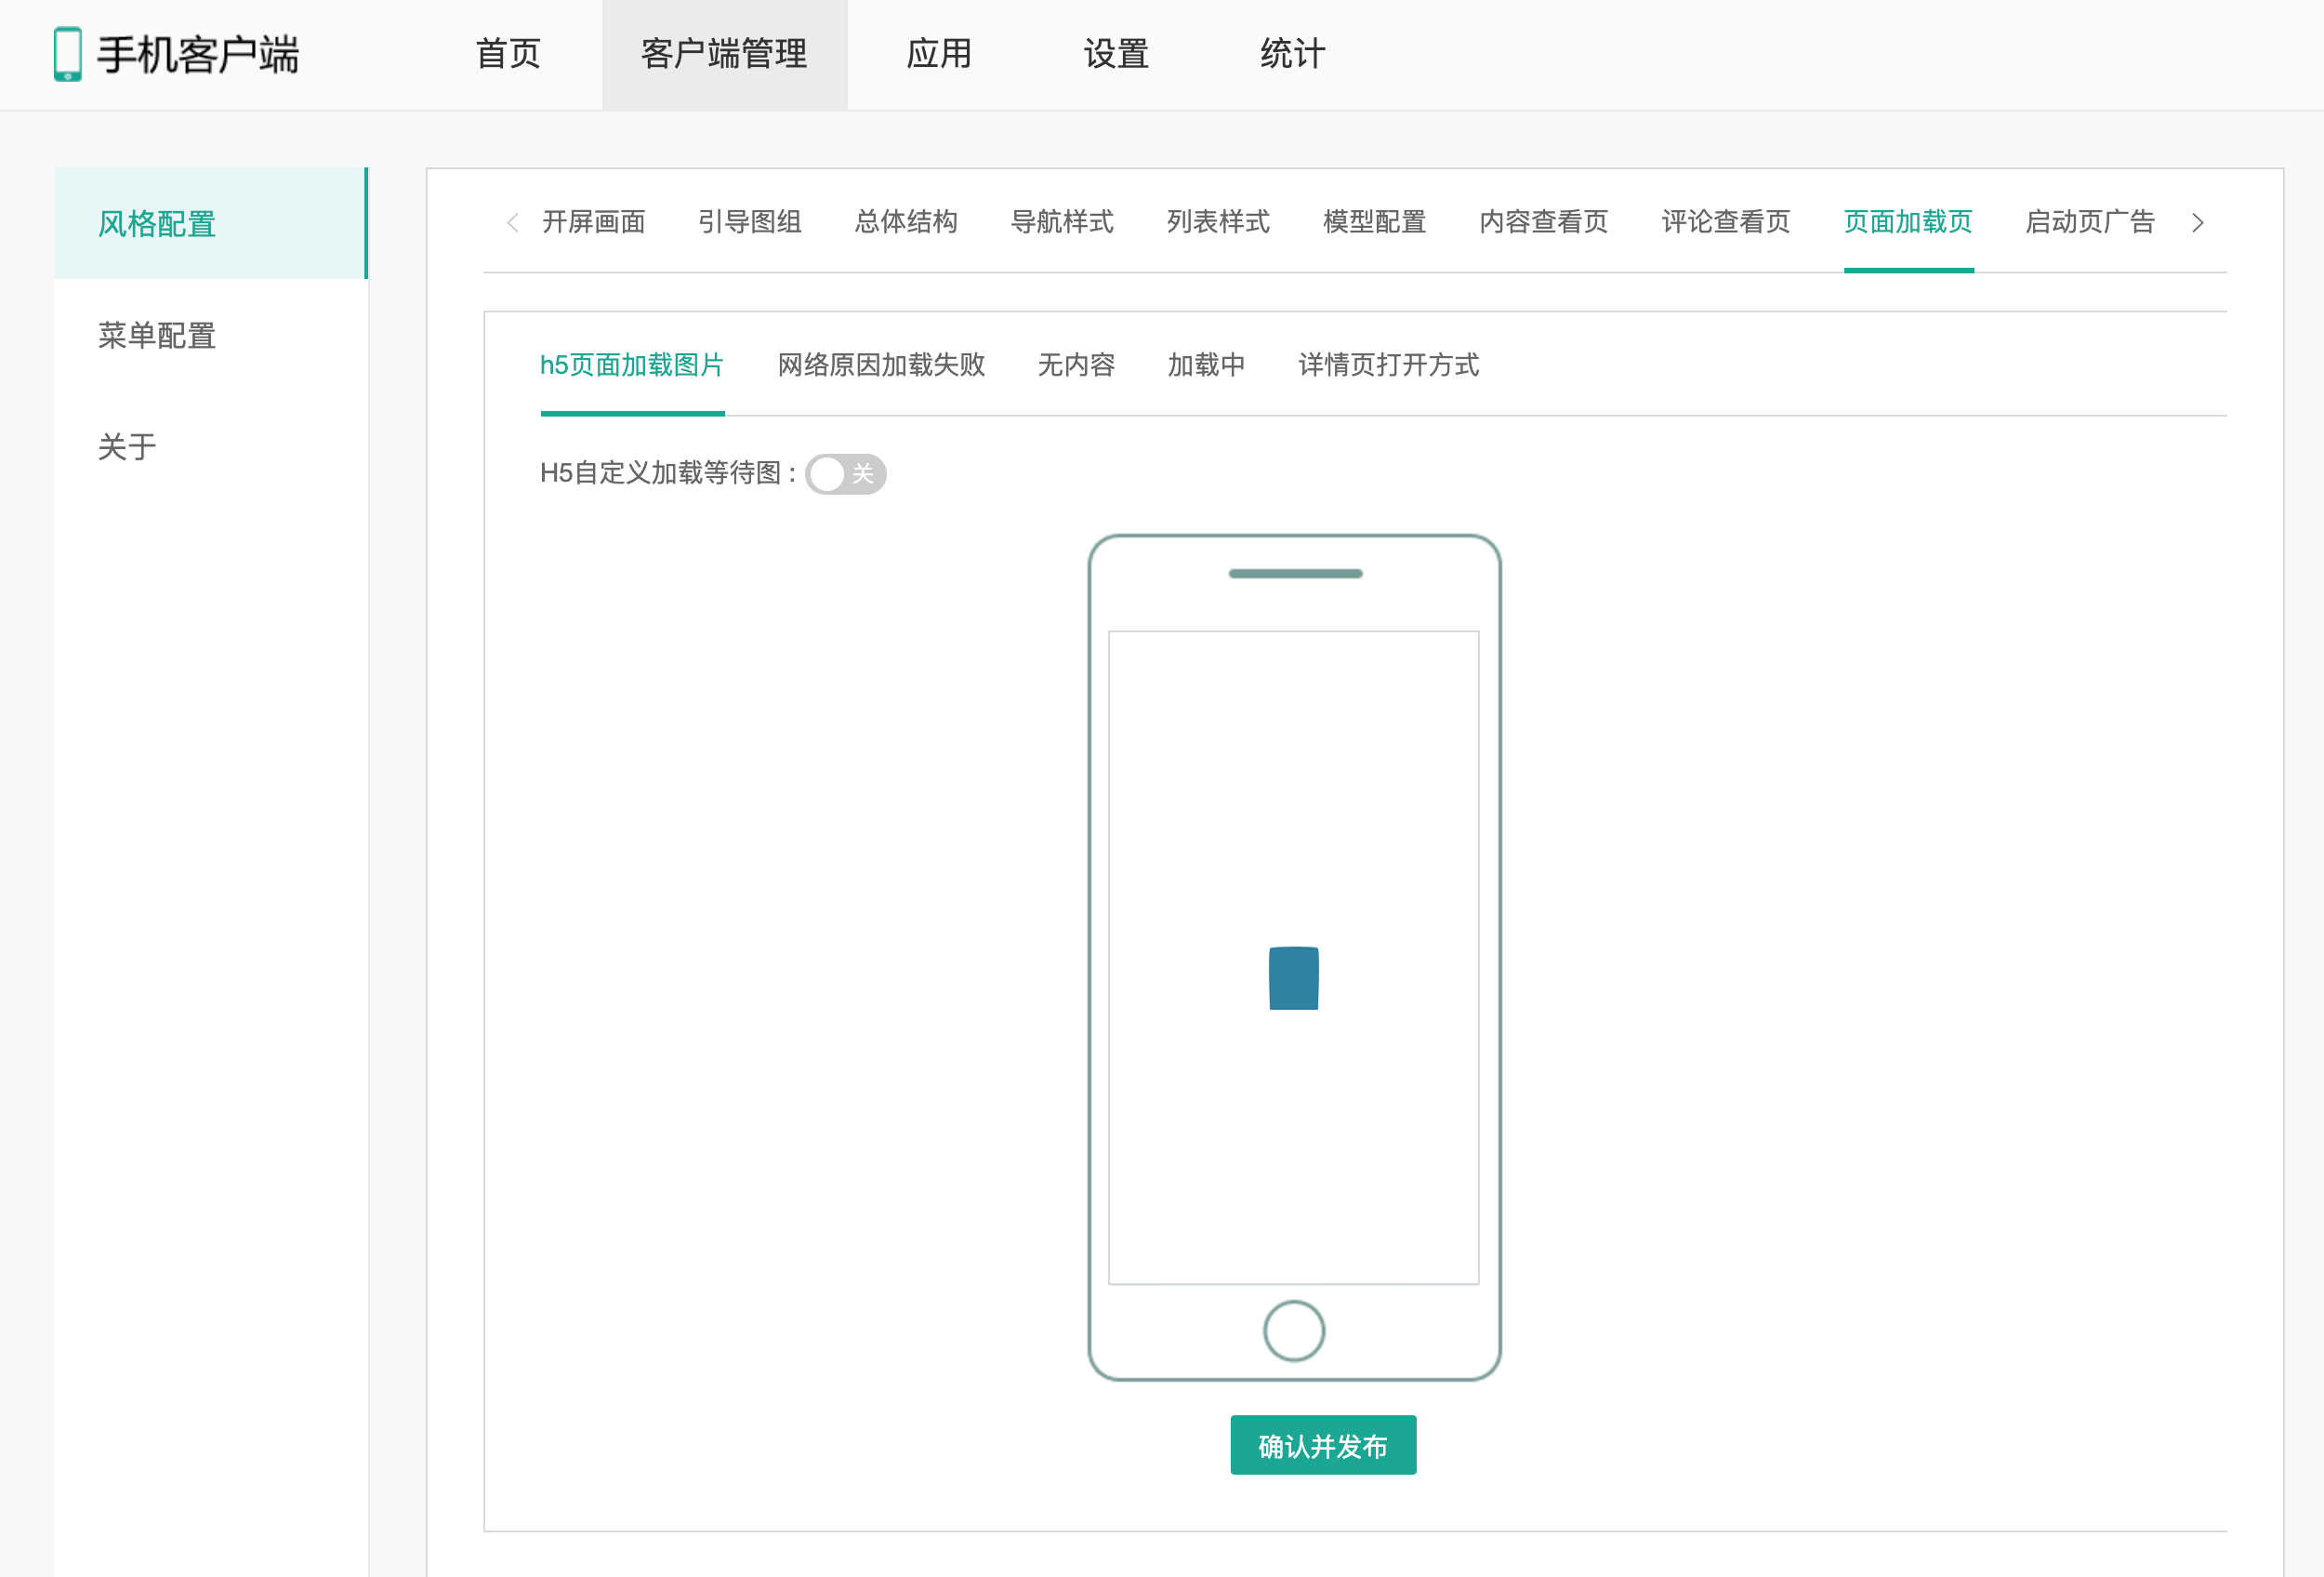 手机客户端 首页 客户端管理 应用 设置 统计
风格配置
菜单配置
关于
开屏画面 引导图组 总体结构 导航样式 列表样式 模型配置 内容查看页 评论查看页 页面加载页 启动页广告
h5页面加载图片 网络原因加载失败 无内容 加载中 详情页打开方式
H5自定义加载等待图： 关
确认并发布